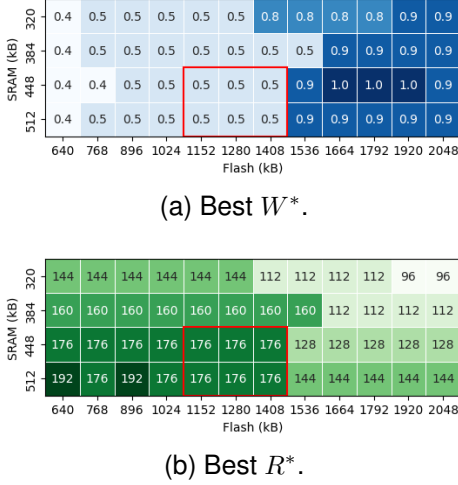 SRAM (kB)
320 0.4 0.5 0.5 0.5 0.5 0.5 0.8 0.8 0.8 0.8 0.9 0.9
384 0.4 0.5 0.5 0.5 0.5 0.5 0.5 0.5 0.9 0.9 0.9 0.9
448 0.4 0.4 0.5 0.5 0.5 0.5 0.5 0.9 1.0 1.0 1.0 0.9
512 0.4 0.5 0.5 0.5 0.5 0.5 0.5 0.9 0.9 0.9 0.9 0.9
640 768 896 1024 1152 1280 1408 1536 1664 1792 1920 2048
Flash (kB)
(a) Best W*.
SRAM (kB)
320 144 144 144 144 144 144 112 112 112 112 96 96
384 160 160 160 160 160 160 160 160 112 112 112 112
448 176 176 176 176 176 176 176 128 128 128 128 128
512 192 176 192 176 176 176 176 144 144 144 144 144
640 768 896 1024 1152 1280 1408 1536 1664 1792 1920 2048
Flash (kB)
(b) Best R*.